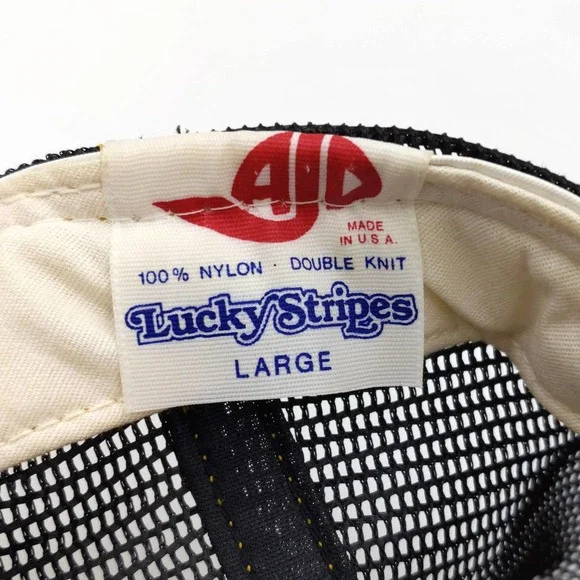 AJD
MADE
IN U.S.A.
100% NYLON · DOUBLE KNIT
Lucky Stripes
LARGE